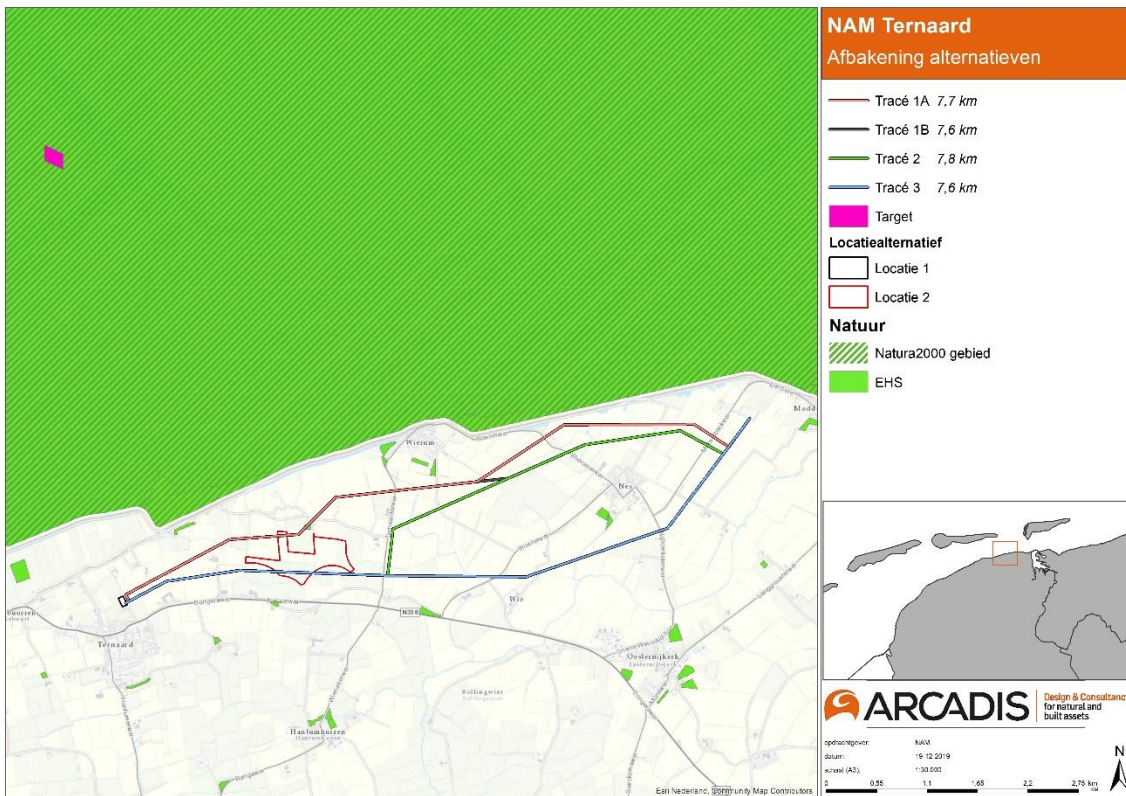 NAM Ternaard
Afbakening alternatieven
Tracé 1A 7,7 km
Tracé 1B 7,6 km
Tracé 2 7,8 km
Tracé 3 7,6 km
Target
Locatiealternatief
Locatie 1
Locatie 2
Natuur
Natura2000 gebied
EHS
Wierum
Nes
Wie
N358
Ternaard
Oosternijkerk
Hantumhuizen
Bollingwier
Esri Nederland, Community Map Contributors
ARCADIS
Design & Consultancy
for natural and
built assets
opdrachtgever: NAM
datum: 19-12-2019
schaal (A3): 1:30.000
0 0,55 1,1 1,65 2,2 2,75 km
N